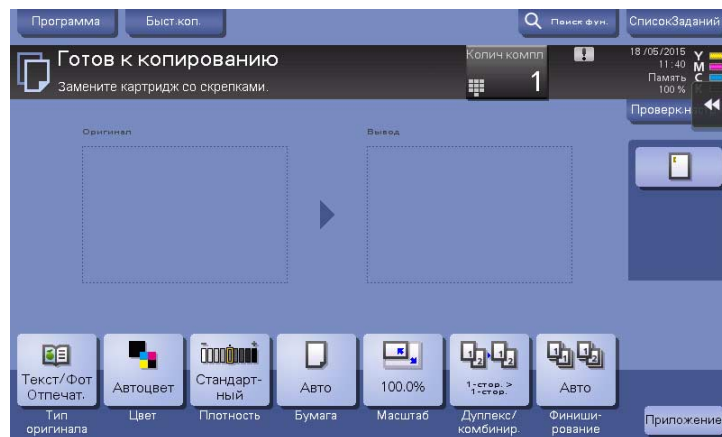 Программа
Быст.коп.
Поиск фун.
СписокЗаданий
Готов к копированию
Замените картридж со скрепками.
Копич компл
1
18/05/2015
11:40
Память
100 %
Y
M
C
K
Проверк.н
Оригинал
Вывод
Текст/Фот
Отпечат.
Автоцвет
Стандарт-
ный
Авто
100.0%
1-стор. >
1-стор.
Авто
Тип
оригинала
Цвет
Плотность
Бумага
Масштаб
Дуплекс/
комбинир.
Финиши-
рование
Приложение